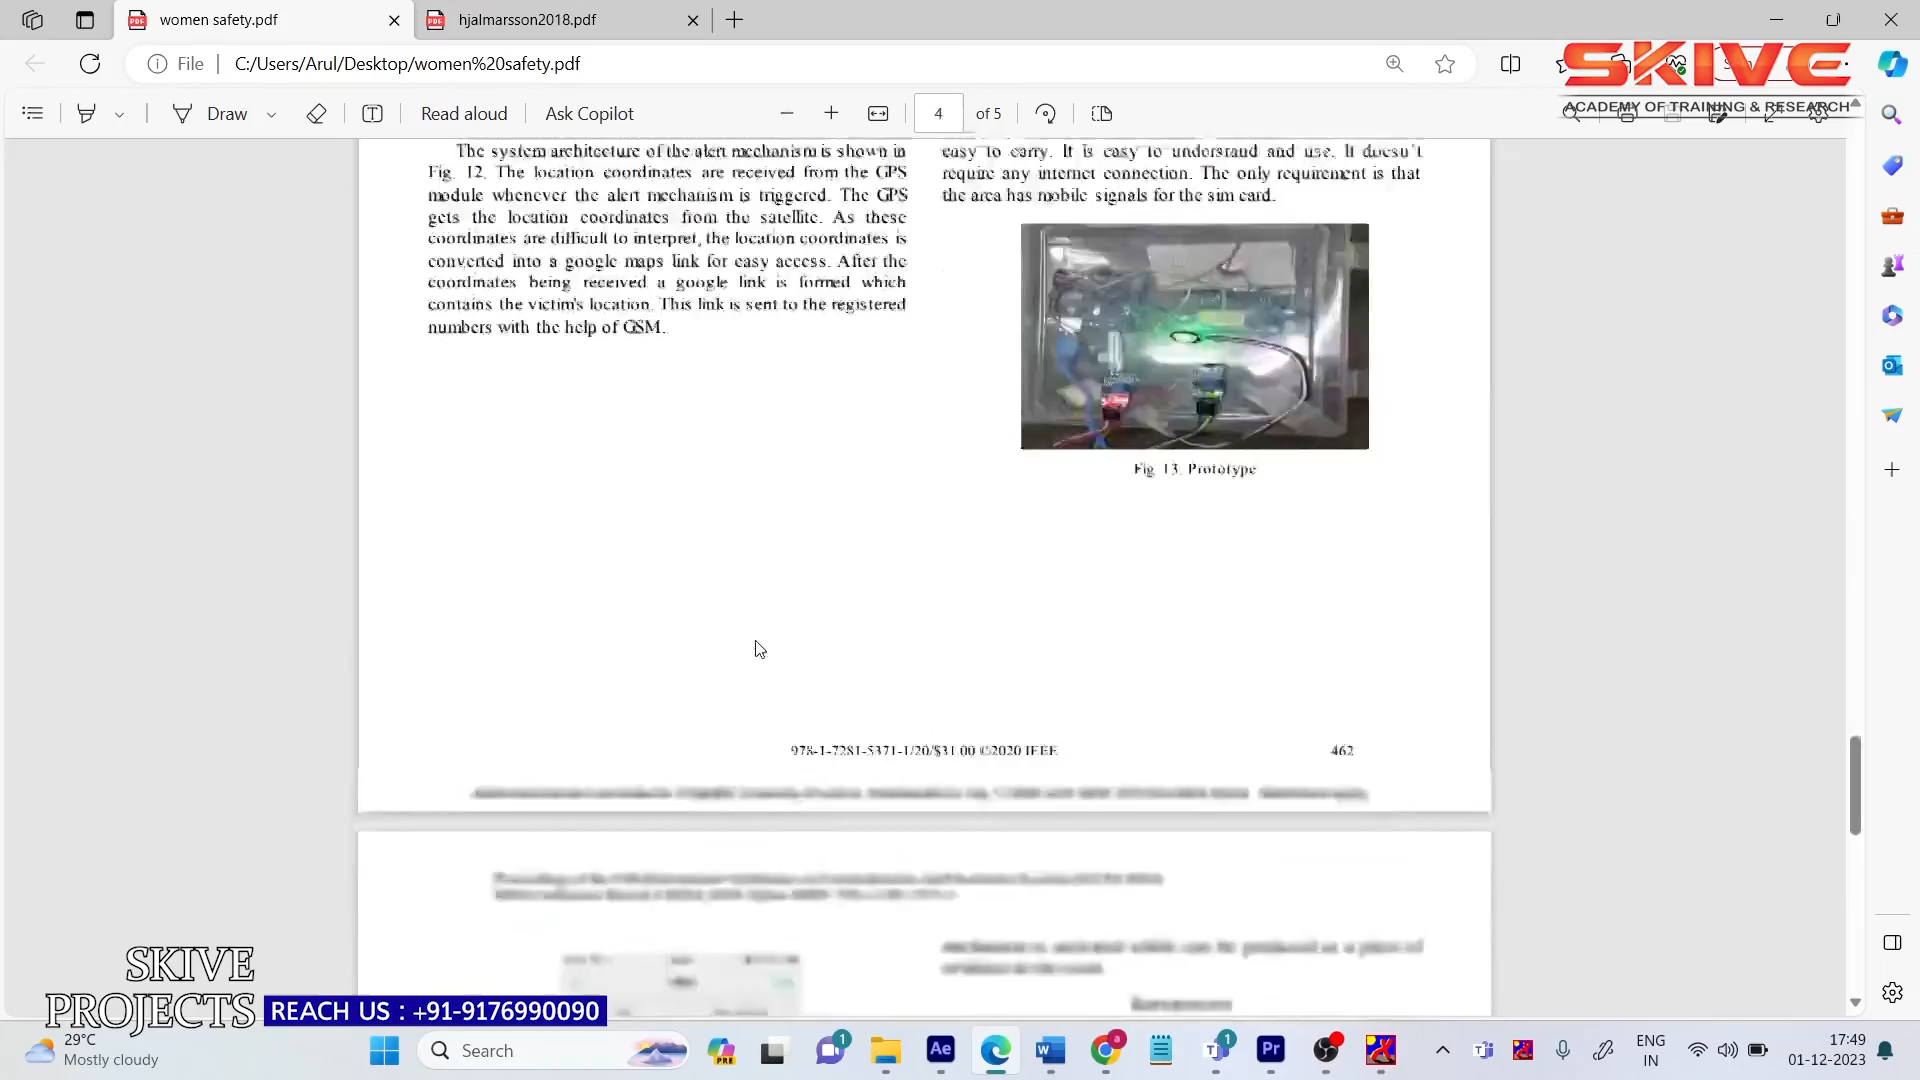 women safety.pdf
hjalmarsson2018.pdf
File
C:/Users/Arul/Desktop/women%20safety.pdf
SKIVE
ACADEMY OF TRAINING & RESEARCH
Draw
Read aloud
Ask Copilot
4 of 5
The system architecture of the alert mechanism is shown in
Fig. 12. The location coordinates are received from the GPS
module whenever the alert mechanism is triggered. The GPS
gets the location coordinates from the satellite. As these
coordinates are difficult to interpret, the location coordinates is
converted into a google maps link for easy access. After the
coordinates being received a google link is formed which
contains the victim's location. This link is sent to the registered
numbers with the help of GSM.
easy to carry. It is easy to understand and use. It doesn't
require any internet connection. The only requirement is that
the area has mobile signals for the sim card.
Fig. 13. Prototype
978-1-7281-5371-1/20/$31.00 ©2020 IEEE
462
SKIVE
PROJECTS
REACH US : +91-9176990090
29°C
Mostly cloudy
Search
PRE
1
Ae
W
a
1
Pr
ENG
IN
17:49
01-12-2023